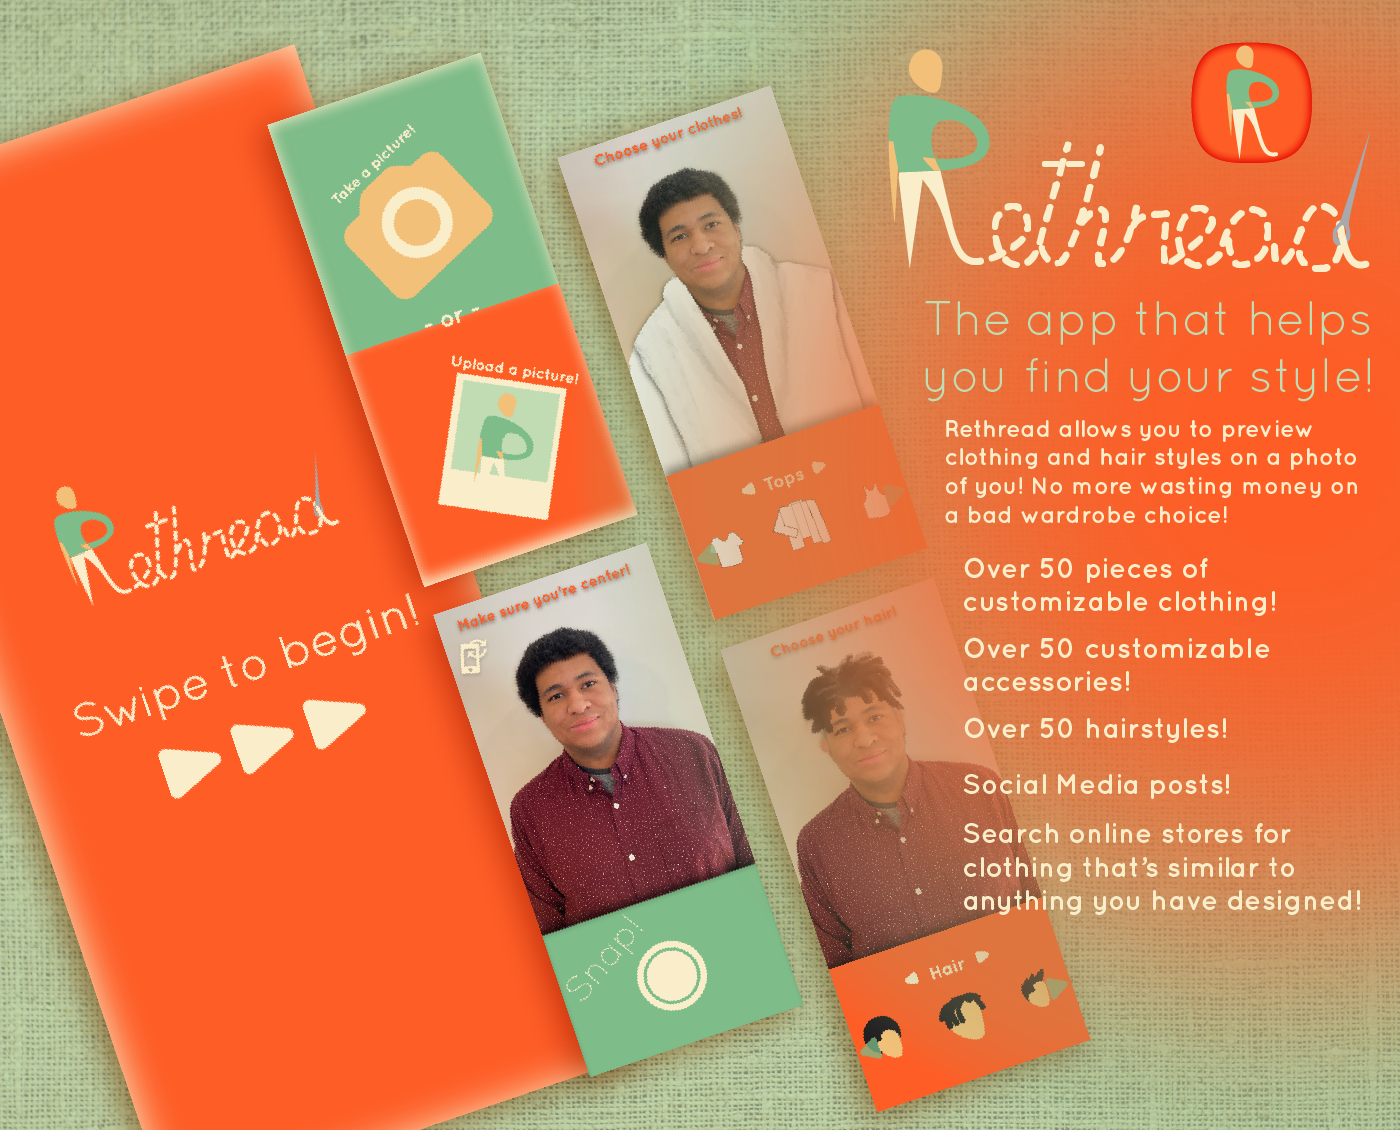 Rethread
Swipe to begin!
Take a picture!
- or -
Upload a picture!
Choose your clothes!
Tops
Make sure you're center!
Snap!
Choose your hair!
Hair
Rethread
The app that helps
you find your style!
Rethread allows you to preview
clothing and hair styles on a photo
of you! No more wasting money on
a bad wardrobe choice!
Over 50 pieces of
customizable clothing!
Over 50 customizable
accessories!
Over 50 hairstyles!
Social Media posts!
Search online stores for
clothing that's similar to
anything you have designed!